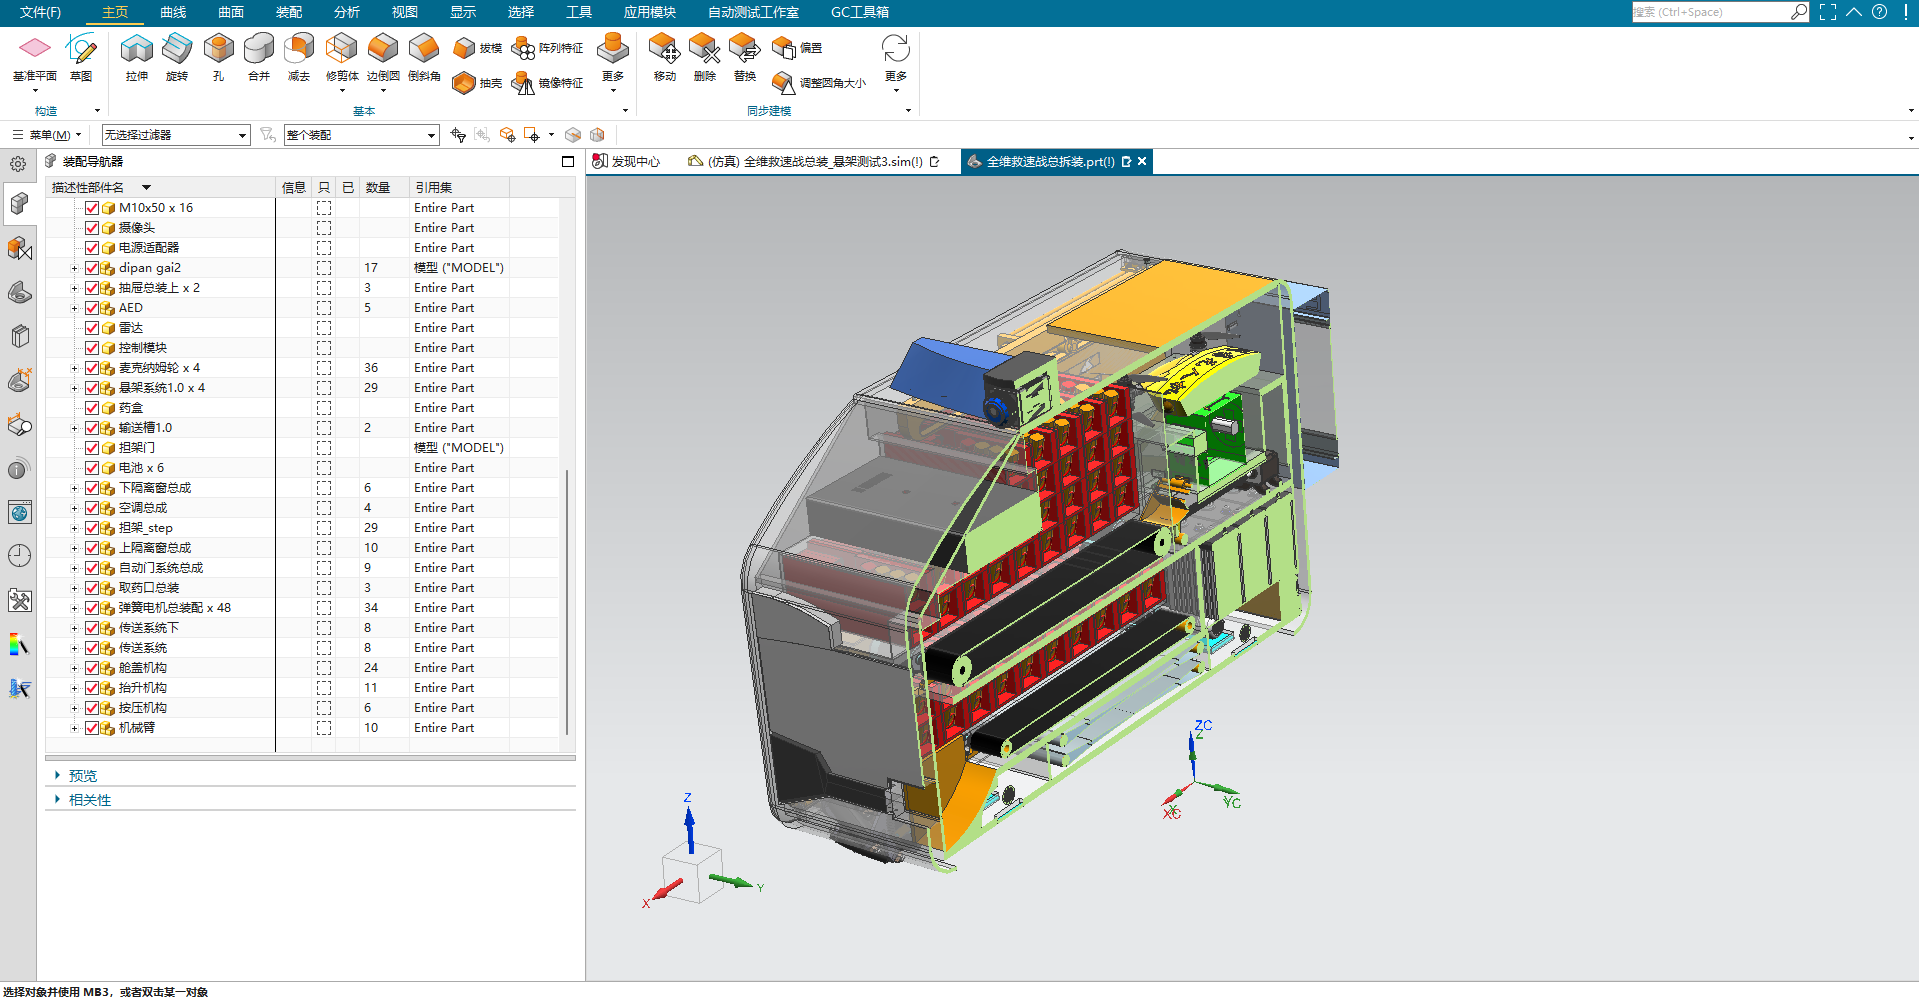 文件(F) 主页 曲线 曲面 装配 分析 视图 显示 选择 工具 应用模块 自动测试工作室 GC工具箱 搜索 (Ctrl+Space)
基准平面 草图 拉伸 旋转 孔 合并 减去 修剪体 边倒圆 倒斜角 拔模 阵列特征 抽壳 镜像特征 更多 移动 删除 替换 偏置 调整圆角大小 更多
构造 基本 同步建模
菜单(M) 无选择过滤器 整个装配
装配导航器 发现中心 (仿真) 全维救速战总装_悬架测试3.sim(!) 全维救速战总拆装.prt(!)
描述性部件名 信息 只 已 数量 引用集
M10x50 x 16 Entire Part
摄像头 Entire Part
电源适配器 Entire Part
dipan gai2 17 模型 ("MODEL")
抽屉总装上 x 2 3 Entire Part
AED 5 Entire Part
雷达 Entire Part
控制模块 Entire Part
麦克纳姆轮 x 4 36 Entire Part
悬架系统1.0 x 4 29 Entire Part
药盒 Entire Part
输送槽1.0 2 Entire Part
担架门 模型 ("MODEL")
电池 x 6 Entire Part
下隔离窗总成 6 Entire Part
空调总成 4 Entire Part
担架_step 29 Entire Part
上隔离窗总成 10 Entire Part
自动门系统总成 9 Entire Part
取药口总装 3 Entire Part
弹簧电机总装配 x 48 34 Entire Part
传送系统下 8 Entire Part
传送系统 8 Entire Part
舱盖机构 24 Entire Part
抬升机构 11 Entire Part
按压机构 6 Entire Part
机械臂 10 Entire Part
预览
相关性
ZC
Z
YC
XC
X
Z
Y
X
选择对象并使用 MB3，或者双击某一对象